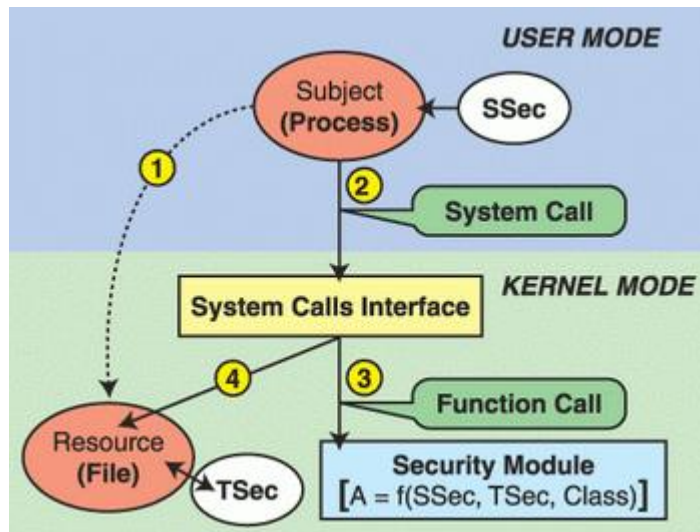 USER MODE
Subject
(Process)
SSec
1
2
System Call
KERNEL MODE
System Calls Interface
4
3
Function Call
Resource
(File)
TSec
Security Module
[A = f(SSec, TSec, Class)]